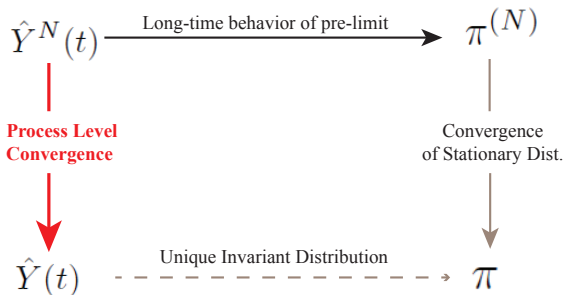 Long-time behavior of pre-limit
Ŷ^N(t) π^(N)
Process Level
Convergence
Convergence
of Stationary Dist.
Unique Invariant Distribution
Ŷ(t) π